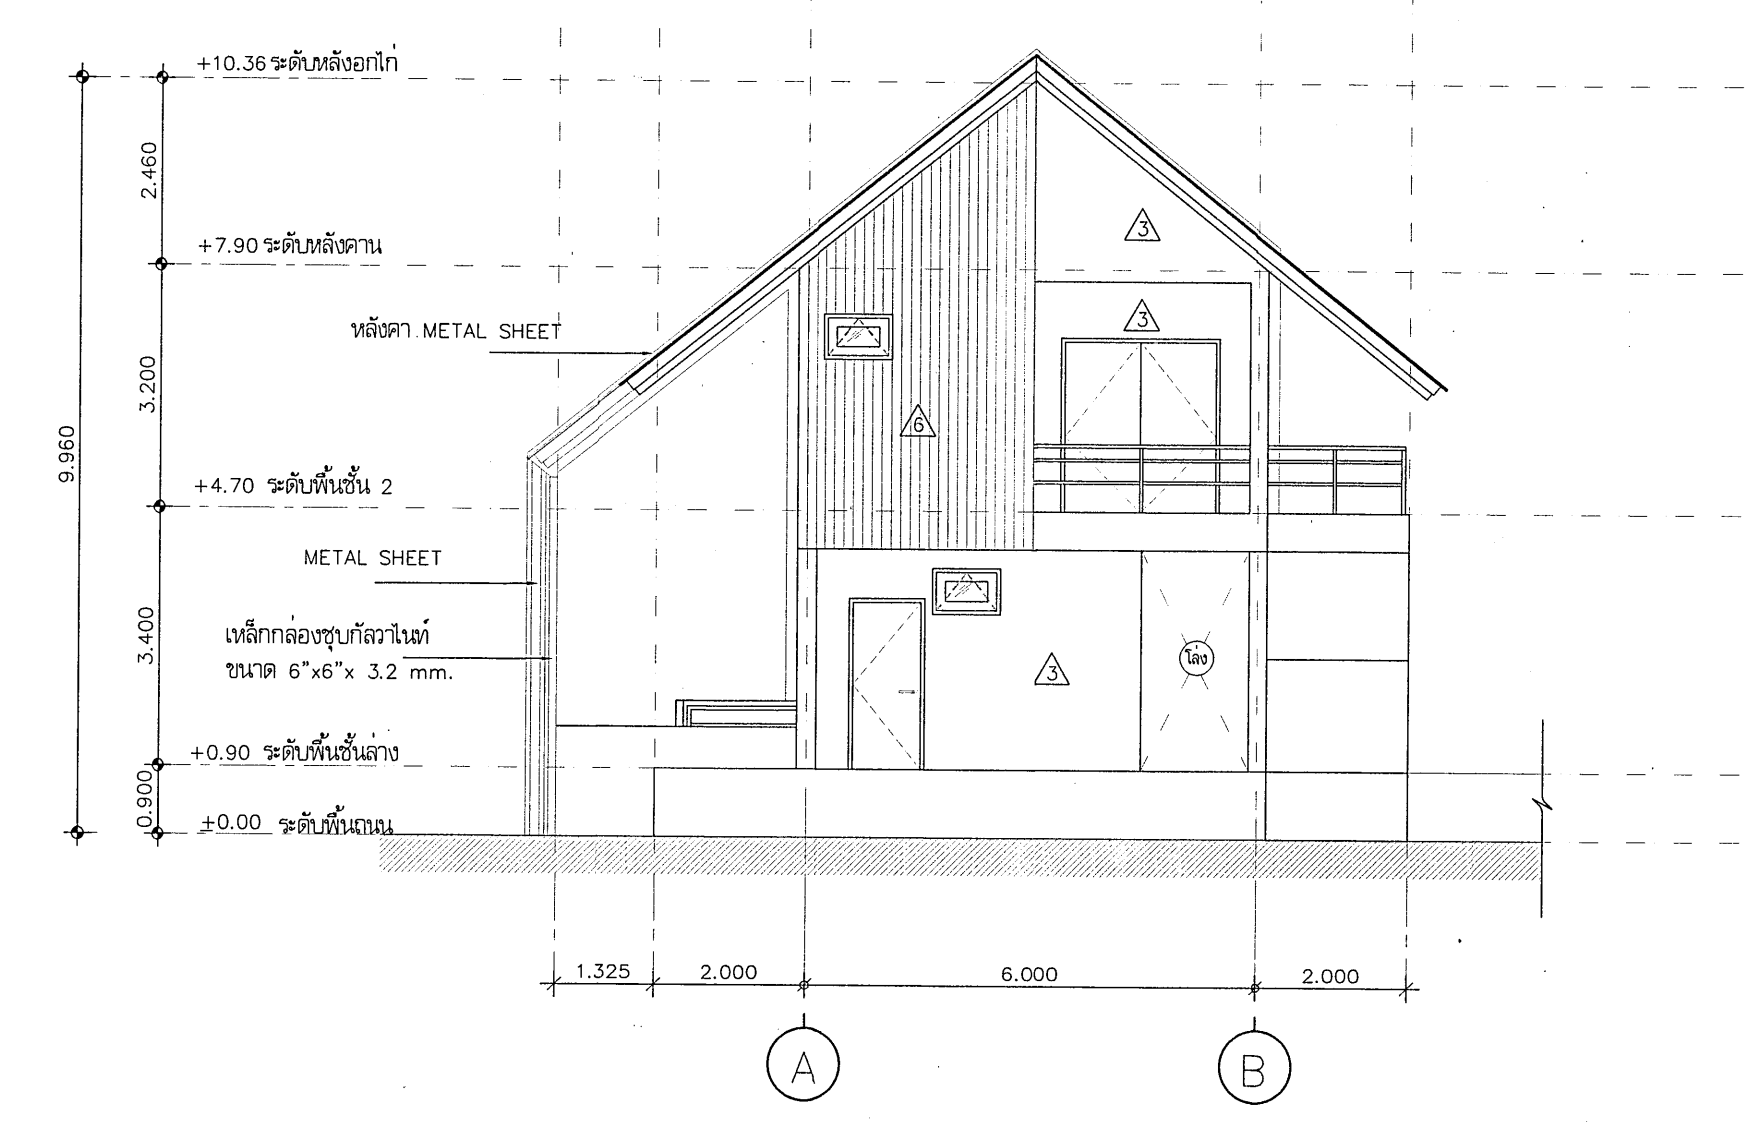 +10.36 ระดับหลังอกไก่
2.460
+7.90 ระดับหลังคาน
3
หลังคา METAL SHEET
3
3.200
6
9.960
+4.70 ระดับพื้นชั้น 2
METAL SHEET
3.400
เหล็กกล่องชุบกัลวาไนท์
ขนาด 6"x6"x 3.2 mm.
3
โล่ง
+0.90 ระดับพื้นชั้นล่าง
0.900
±0.00 ระดับพื้นถนน
1.325
2.000
6.000
2.000
A
B